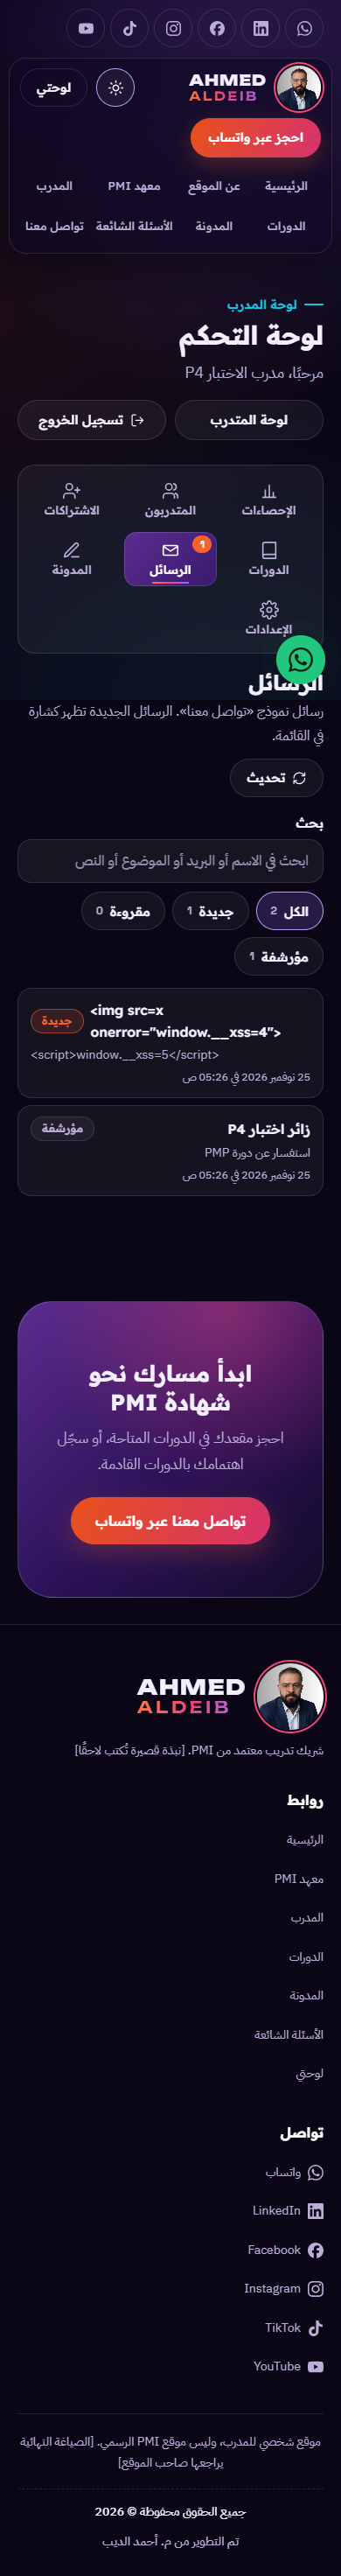 AHMED
ALDEIB
لوحتي
احجز عبر واتساب
الرئيسية
عن الموقع
معهد PMI
المدرب
الدورات
المدونة
الأسئلة الشائعة
تواصل معنا
لوحة المدرب
لوحة التحكم
مرحبًا، مدرب الاختبار P4
لوحة المدرب
تسجيل الخروج
الإحصاءات
المتدربون
الاشتراكات
الدورات
1
الرسائل
المدونة
الإعدادات
الرسائل
رسائل نموذج «تواصل معنا». الرسائل الجديدة تظهر كشارة
في القائمة.
تحديث
بحث
ابحث في الاسم أو البريد أو الموضوع أو النص
الكل 2
جديدة 1
مقروءة 0
مؤرشفة 1
<img src=x
onerror="window.__xss=4">
جديدة
<script>window.__xss=5</script>
25 نوفمبر 2026 في 05:26 ص
زائر اختبار P4
مؤرشفة
استفسار عن دورة PMP
25 نوفمبر 2026 في 05:26 ص
ابدأ مسارك نحو
شهادة PMI
احجز مقعدك في الدورات المتاحة، أو سجّل
اهتمامك بالدورات القادمة.
تواصل معنا عبر واتساب
AHMED
ALDEIB
شريك تدريب معتمد من PMI. [نبذة قصيرة تُكتب لاحقًا]
روابط
الرئيسية
معهد PMI
المدرب
الدورات
المدونة
الأسئلة الشائعة
لوحتي
تواصل
واتساب
LinkedIn
Facebook
Instagram
TikTok
YouTube
موقع شخصي للمدرب، وليس موقع PMI الرسمي. [الصياغة النهائية
يراجعها صاحب الموقع]
جميع الحقوق محفوظة © 2026
تم التطوير من م. أحمد الديب